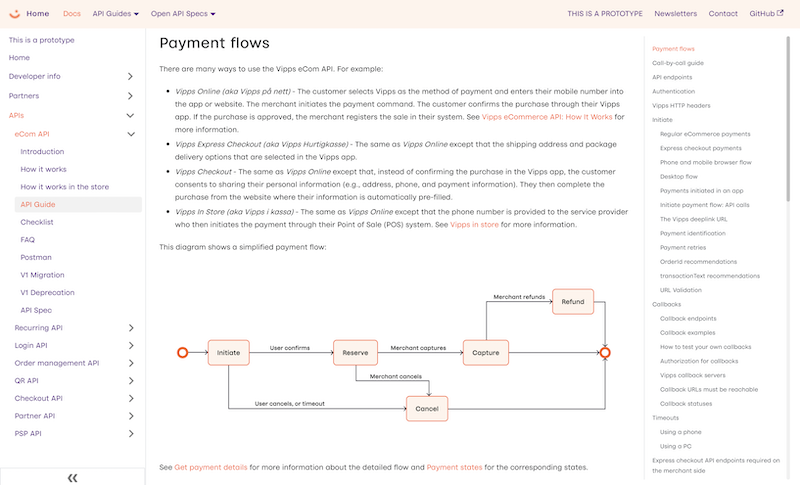 Home Docs API Guides Open API Specs THIS IS A PROTOTYPE Newsletters Contact GitHub
This is a prototype
Home
Developer info
Partners
APIs
eCom API
Introduction
How it works
How it works in the store
API Guide
Checklist
FAQ
Postman
V1 Migration
V1 Deprecation
API Spec
Recurring API
Login API
Order management API
QR API
Checkout API
Partner API
PSP API
Payment flows
There are many ways to use the Vipps eCom API. For example:
Vipps Online (aka Vipps på nett) - The customer selects Vipps as the method of payment and enters their mobile number into
the app or website. The merchant initiates the payment command. The customer confirms the purchase through their Vipps
app. If the purchase is approved, the merchant registers the sale in their system. See Vipps eCommerce API: How It Works for
more information.
Vipps Express Checkout (aka Vipps Hurtigkasse) - The same as Vipps Online except that the shipping address and package
delivery options that are selected in the Vipps app.
Vipps Checkout - The same as Vipps Online except that, instead of confirming the purchase in the Vipps app, the customer
consents to sharing their personal information (e.g., address, phone, and payment information). They then complete the
purchase from the website where their information is automatically pre-filled.
Vipps In Store (aka Vipps i kassa) - The same as Vipps Online except that the phone number is provided to the service provider
who then initiates the payment through their Point of Sale (POS) system. See Vipps in store for more information.
This diagram shows a simplified payment flow:
Merchant refunds
Refund
Initiate
User confirms
Reserve
Merchant captures
Capture
Merchant cancels
User cancels, or timeout
Cancel
See Get payment details for more information about the detailed flow and Payment states for the corresponding states.
Payment flows
Call-by-call guide
API endpoints
Authentication
Vipps HTTP headers
Initiate
Regular eCommerce payments
Express checkout payments
Phone and mobile browser flow
Desktop flow
Payments initiated in an app
Initiate payment flow: API calls
The Vipps deeplink URL
Payment identification
Payment retries
OrderId recommendations
transactionText recommendations
URL Validation
Callbacks
Callback endpoints
Callback examples
How to test your own callbacks
Authorization for callbacks
Vipps callback servers
Callback URLs must be reachable
Callback statuses
Timeouts
Using a phone
Using a PC
Express checkout API endpoints required on
the merchant side